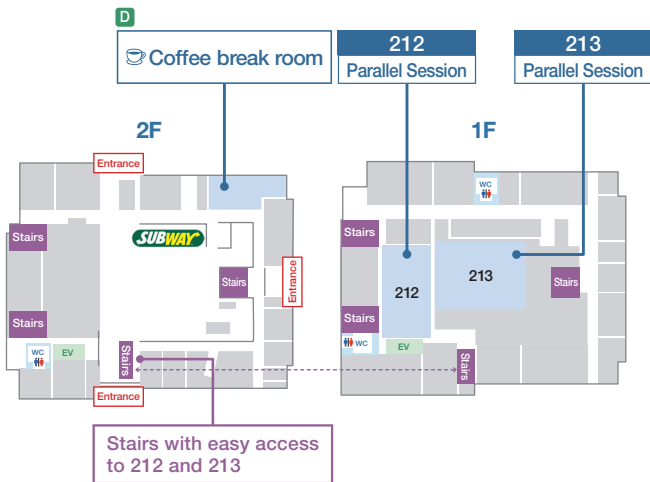 D
Coffee break room
212
Parallel Session
213
Parallel Session
2F
1F
Entrance
WC
Stairs
SUBWAY
Stairs
Stairs
Entrance
212
213
Stairs
Stairs
Stairs
WC
EV
Stairs
WC
EV
Stairs
Entrance
Stairs with easy access
to 212 and 213